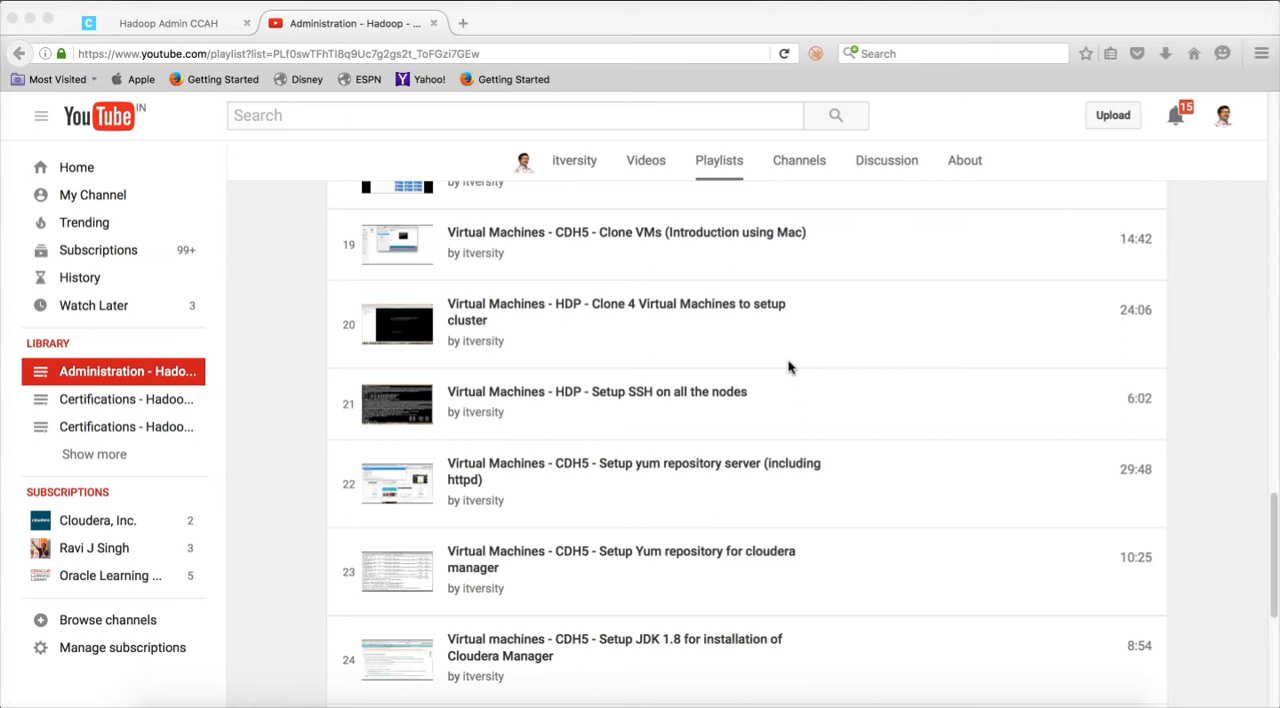 Hadoop Admin CCAH
Administration - Hadoop - ...
https://www.youtube.com/playlist?list=PLf0swTFhTI8q9Uc7g2gs2t_ToFGzi7GEw
Search
Most Visited
Apple
Getting Started
Disney
ESPN
Yahoo!
Getting Started
YouTube IN
Search
Upload
15
itversity
Videos
Playlists
Channels
Discussion
About
Home
My Channel
Trending
Subscriptions 99+
History
Watch Later 3
LIBRARY
Administration - Hado...
Certifications - Hadoo...
Certifications - Hadoo...
Show more
SUBSCRIPTIONS
Cloudera, Inc. 2
Ravi J Singh 3
Oracle Learning ... 5
Browse channels
Manage subscriptions
by itversity
19 Virtual Machines - CDH5 - Clone VMs (Introduction using Mac) 14:42
by itversity
20 Virtual Machines - HDP - Clone 4 Virtual Machines to setup 24:06
cluster
by itversity
21 Virtual Machines - HDP - Setup SSH on all the nodes 6:02
by itversity
22 Virtual Machines - CDH5 - Setup yum repository server (including 29:48
httpd)
by itversity
23 Virtual Machines - CDH5 - Setup Yum repository for cloudera 10:25
manager
by itversity
24 Virtual machines - CDH5 - Setup JDK 1.8 for installation of 8:54
Cloudera Manager
by itversity